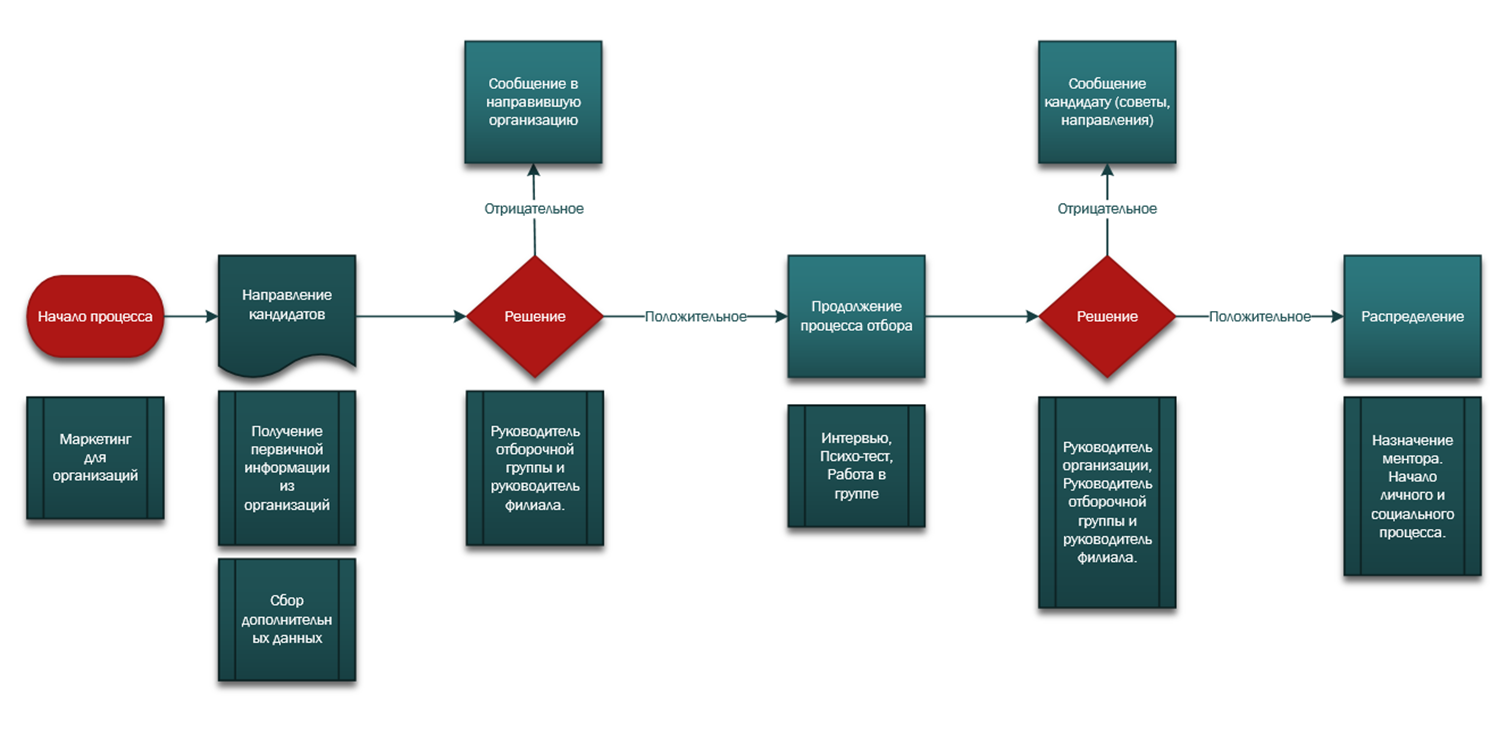 Сообщение в
направившую
организацию
Сообщение
кандидату (советы,
направления)
Отрицательное
Отрицательное
Начало процесса
Направление
кандидатов
Решение
Положительное
Продолжение
процесса отбора
Решение
Положительное
Распределение
Маркетинг
для
организаций
Получение
первичной
информации
из
организаций
Руководитель
отборочной
группы и
руководитель
филиала.
Интервью,
Психо-тест,
Работа в
группе
Руководитель
организации,
Руководитель
отборочной
группы и
руководитель
филиала.
Назначение
ментора.
Начало
личного и
социального
процесса.
Сбор
дополнительн
ых данных